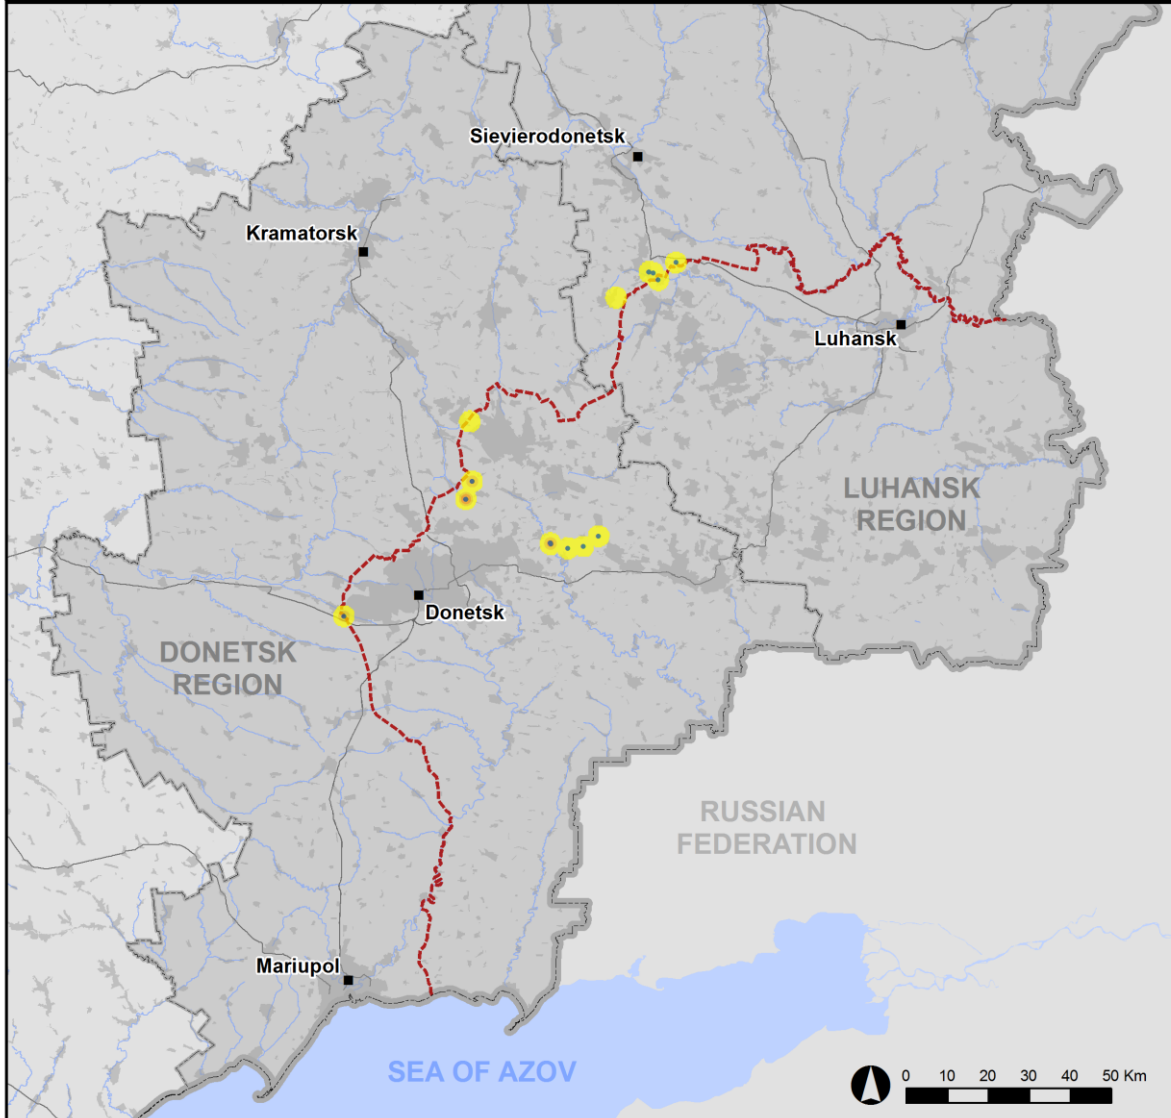 Sievierodonetsk
Kramatorsk
Luhansk
LUHANSK
REGION
Donetsk
DONETSK
REGION
RUSSIAN
FEDERATION
Mariupol
SEA OF AZOV
0 10 20 30 40 50 Km